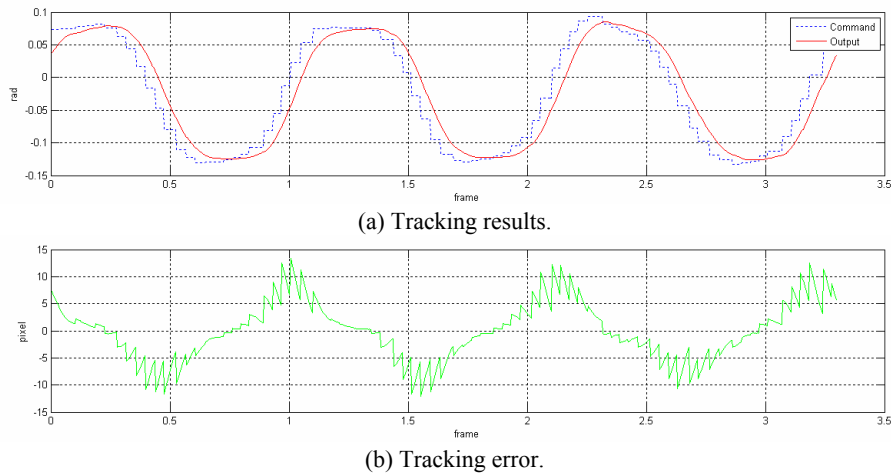 0.1
0.05
0
-0.05
-0.1
-0.15
rad
Command
Output
0 0.5 1 1.5 2 2.5 3 3.5
frame
(a) Tracking results.
15
10
5
0
-5
-10
-15
pixel
0 0.5 1 1.5 2 2.5 3 3.5
frame
(b) Tracking error.